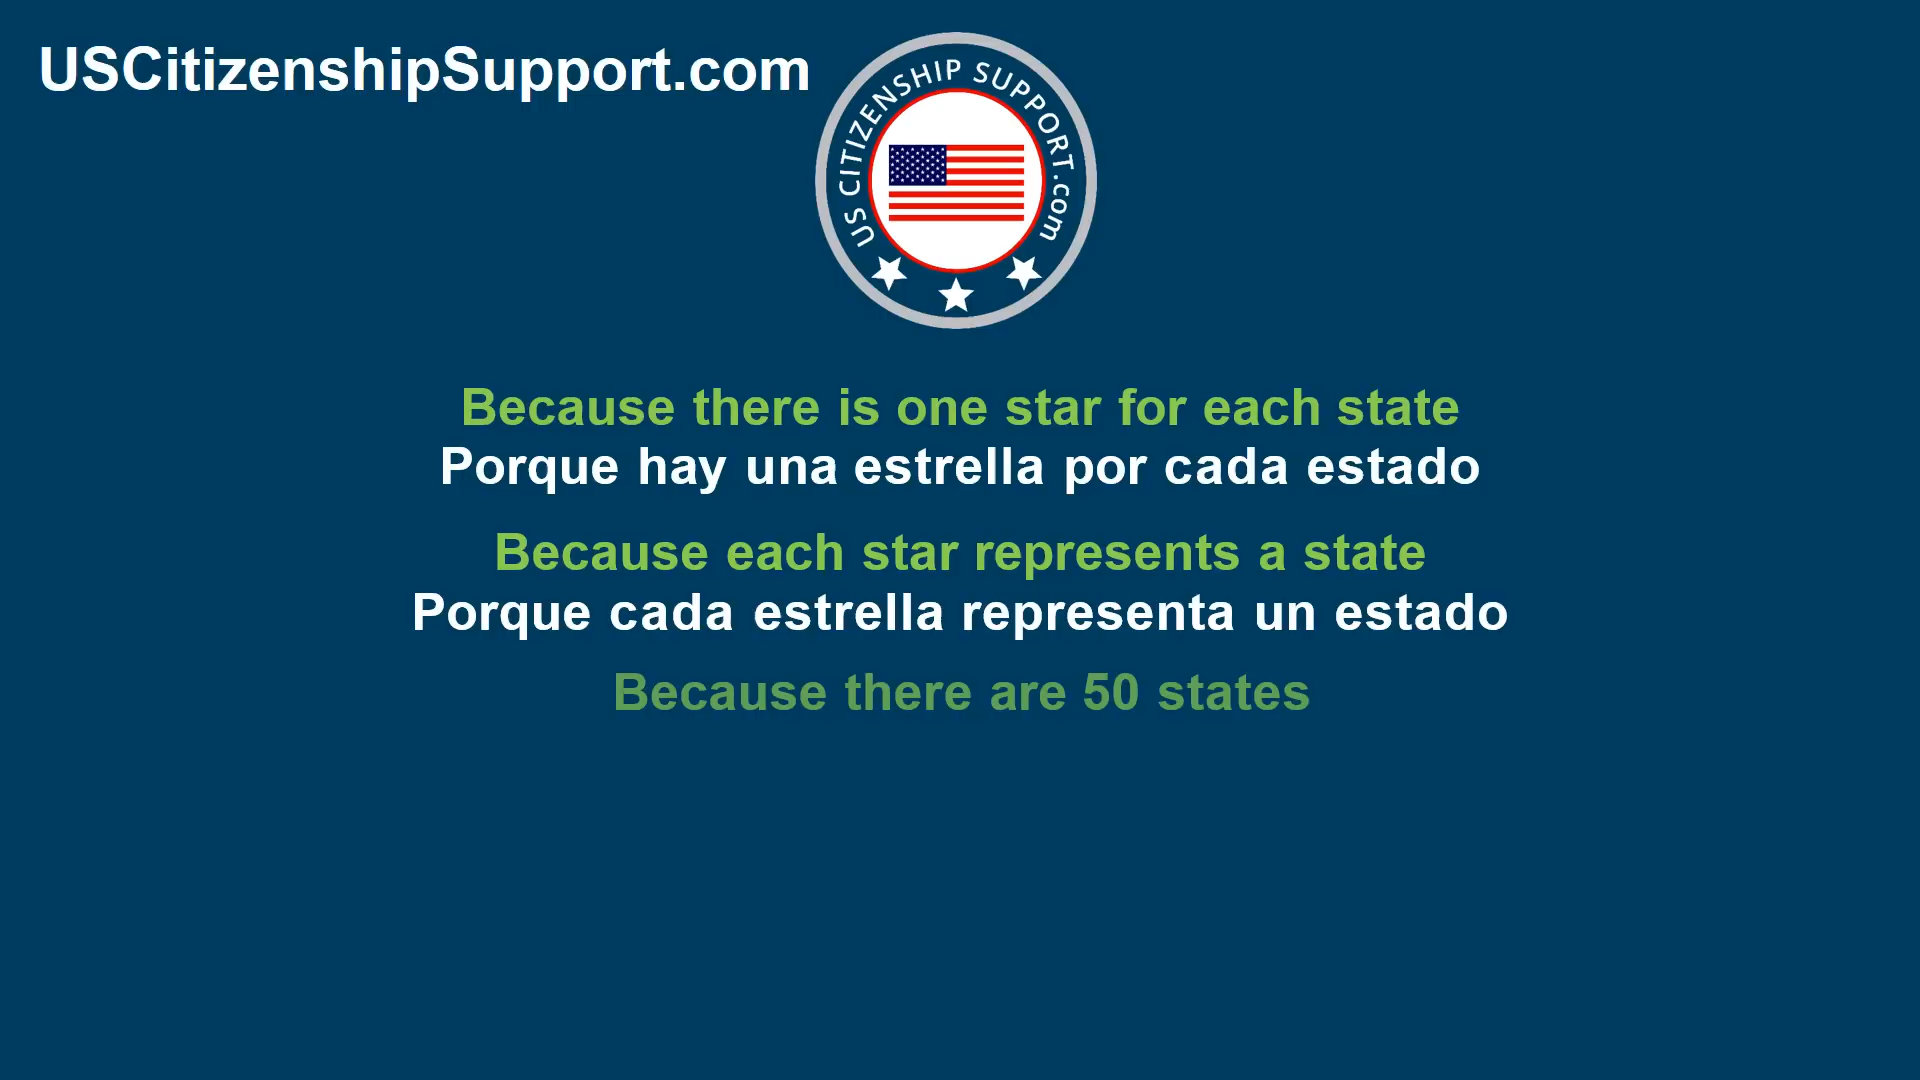 USCitizenshipSupport.com
US CITIZENSHIP SUPPORT.com
Because there is one star for each state
Porque hay una estrella por cada estado
Because each star represents a state
Porque cada estrella representa un estado
Because there are 50 states